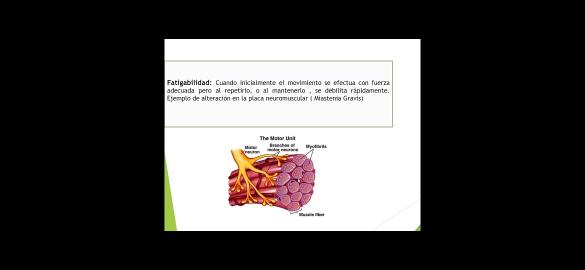 Fatigabilidad: Cuando inicialmente el movimiento se efectua con fuerza
adecuada pero al repetirlo, o al mantenerlo , se debilita rápidamente.
Ejemplo de alteración en la placa neuromuscular ( Miastenia Gravis)
The Motor Unit
Motor neuron
Branches of motor neurons
Myofibrils
Muscle fiber